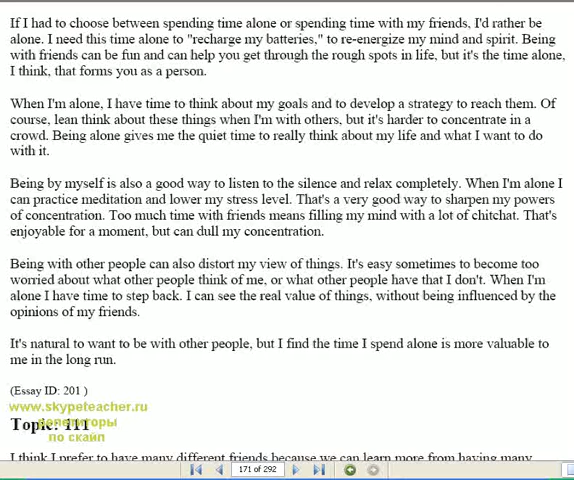 If I had to choose between spending time alone or spending time with my friends, I'd rather be
alone. I need this time alone to "recharge my batteries," to re-energize my mind and spirit. Being
with friends can be fun and can help you get through the rough spots in life, but it's the time alone,
I think, that forms you as a person.
When I'm alone, I have time to think about my goals and to develop a strategy to reach them. Of
course, lean think about these things when I'm with others, but it's harder to concentrate in a
crowd. Being alone gives me the quiet time to really think about my life and what I want to do
with it.
Being by myself is also a good way to listen to the silence and relax completely. When I'm alone I
can practice meditation and lower my stress level. That's a very good way to sharpen my powers
of concentration. Too much time with friends means filling my mind with a lot of chitchat. That's
enjoyable for a moment, but can dull my concentration.
Being with other people can also distort my view of things. It's easy sometimes to become too
worried about what other people think of me, or what other people have that I don't. When I'm
alone I have time to step back. I can see the real value of things, without being influenced by the
opinions of my friends.
It's natural to want to be with other people, but I find the time I spend alone is more valuable to
me in the long run.
(Essay ID: 201 )
www.skypeteacher.ru
Topic: 111
репетиторы
по скайп
I think I prefer to have many different friends because we can learn more from having many
171 of 292